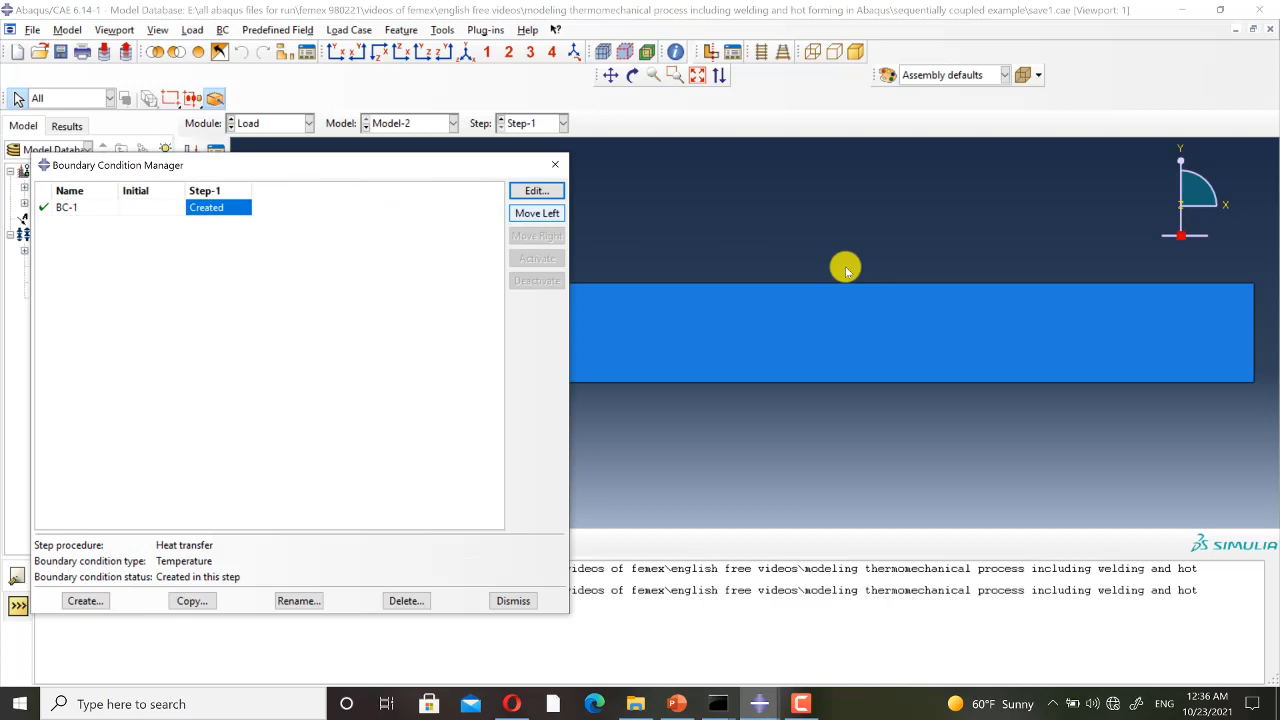 Abaqus/CAE 6.14-1 - Model Database: E:\all abaqus files for run\femex 980221\videos of femex\english free videos\modeling thermomechanical process including welding and hot forming in Abaqus\sequentially coupled example\save1.cae [Viewport: 1]
File Model Viewport View Load BC Predefined Field Load Case Feature Tools Plug-ins Help
1 2 3 4
Assembly defaults
All
Model Results Module: Load Model: Model-2 Step: Step-1
Model Datab
Boundary Condition Manager
Name Initial Step-1
BC-1 Created
Edit...
Move Left
Move Right
Activate
Deactivate
Y
Z X
Step procedure: Heat transfer
Boundary condition type: Temperature
Boundary condition status: Created in this step
Create... Copy... Rename... Delete... Dismiss
SIMULIA
ideos of femex\english free videos\modeling thermomechanical process including welding and hot
ideos of femex\english free videos\modeling thermomechanical process including welding and hot
>>>
Type here to search
60°F Sunny ENG
12:36 AM
10/23/2021